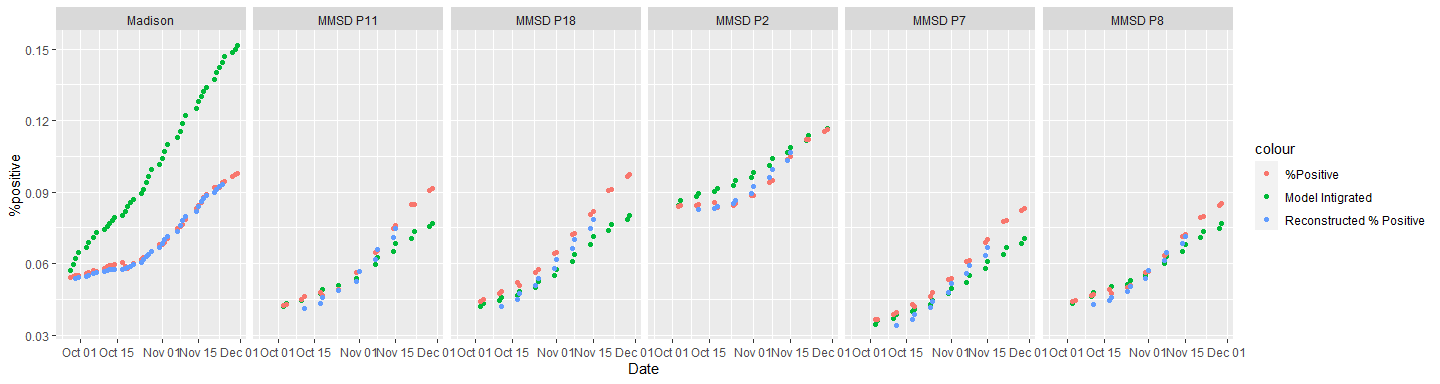 Madison
MMSD P11
MMSD P18
MMSD P2
MMSD P7
MMSD P8
%positive
0.15
0.12
0.09
0.06
0.03
Oct 01 Oct 15 Nov 01 Nov 15 Dec 01
Oct 01 Oct 15 Nov 01 Nov 15 Dec 01
Oct 01 Oct 15 Nov 01 Nov 15 Dec 01
Oct 01 Oct 15 Nov 01 Nov 15 Dec 01
Oct 01 Oct 15 Nov 01 Nov 15 Dec 01
Oct 01 Oct 15 Nov 01 Nov 15 Dec 01
Date
colour
%Positive
Model Intigrated
Reconstructed % Positive